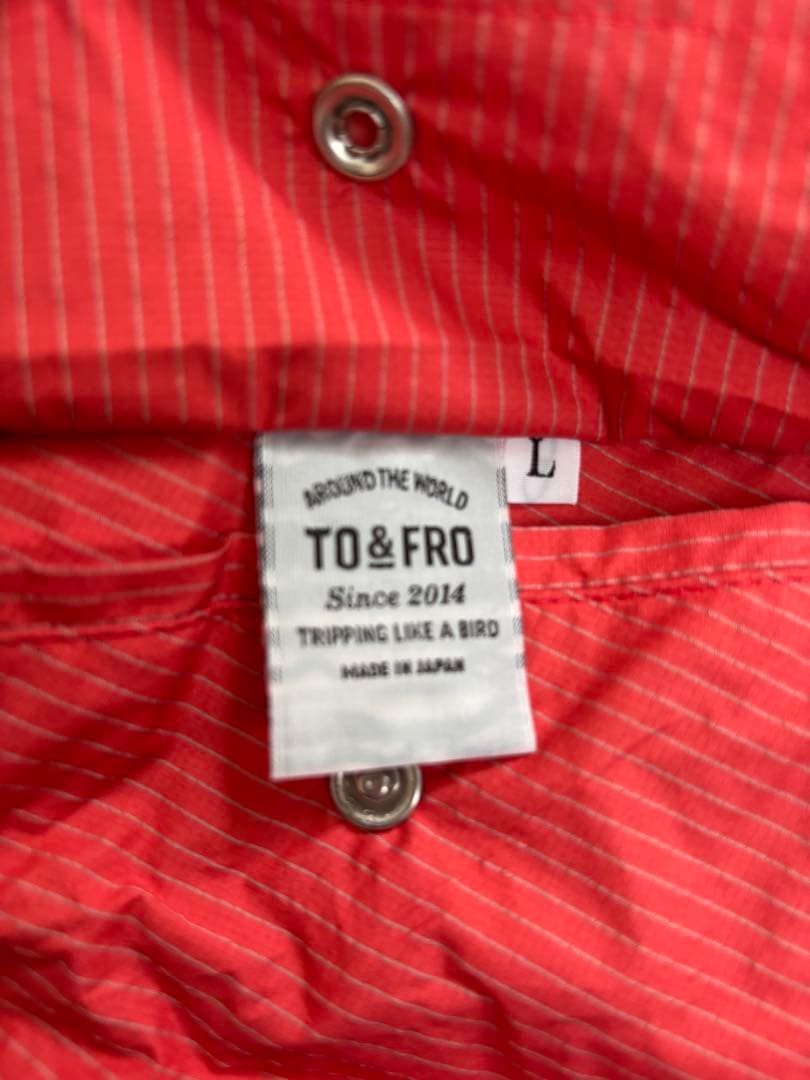 L
AROUND THE WORLD
TO & FRO
Since 2014
TRIPPING LIKE A BIRD
MADE IN JAPAN